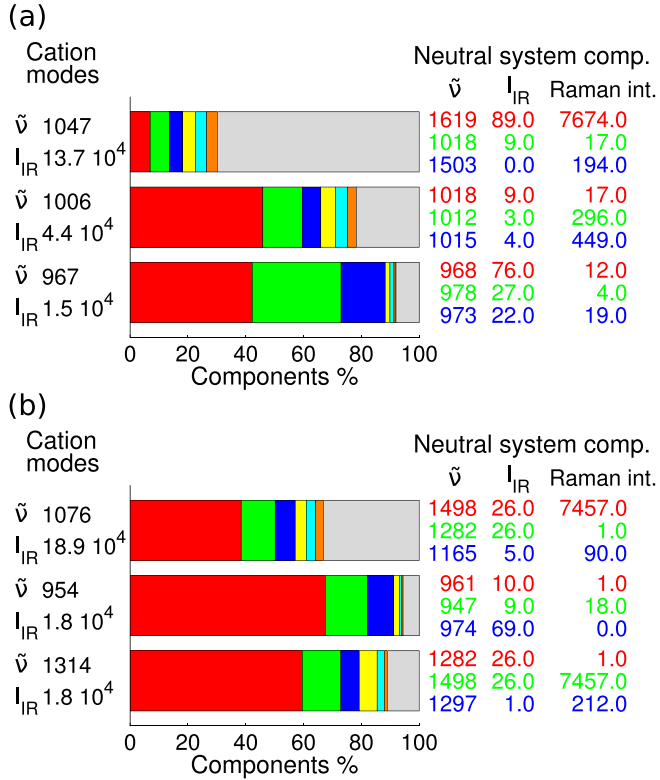 (a)
Cation modes
Neutral system comp.
ν̃ I_IR Raman int.
ν̃ 1047
I_IR 13.7 10^4
1619 89.0 7674.0
1018 9.0 17.0
1503 0.0 194.0
ν̃ 1006
I_IR 4.4 10^4
1018 9.0 17.0
1012 3.0 296.0
1015 4.0 449.0
ν̃ 967
I_IR 1.5 10^4
968 76.0 12.0
978 27.0 4.0
973 22.0 19.0
0 20 40 60 80 100
Components %
(b)
Cation modes
Neutral system comp.
ν̃ I_IR Raman int.
ν̃ 1076
I_IR 18.9 10^4
1498 26.0 7457.0
1282 26.0 1.0
1165 5.0 90.0
ν̃ 954
I_IR 1.8 10^4
961 10.0 1.0
947 9.0 18.0
974 69.0 0.0
ν̃ 1314
I_IR 1.8 10^4
1282 26.0 1.0
1498 26.0 7457.0
1297 1.0 212.0
0 20 40 60 80 100
Components %